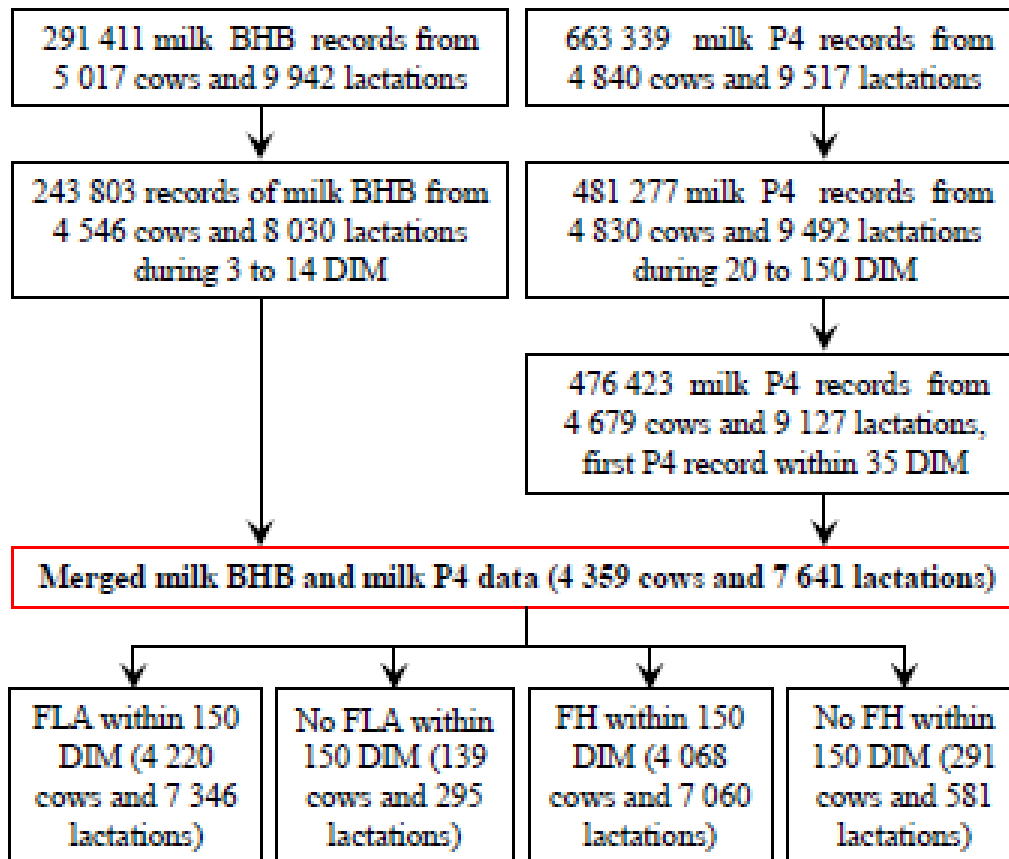 291 411 milk BHB records from
5 017 cows and 9 942 lactations
663 339 milk P4 records from
4 840 cows and 9 517 lactations
243 803 records of milk BHB from
4 546 cows and 8 030 lactations
during 3 to 14 DIM
481 277 milk P4 records from
4 830 cows and 9 492 lactations
during 20 to 150 DIM
476 423 milk P4 records from
4 679 cows and 9 127 lactations,
first P4 record within 35 DIM
Merged milk BHB and milk P4 data (4 359 cows and 7 641 lactations)
FLA within 150
DIM (4 220
cows and 7 346
lactations)
No FLA within
150 DIM (139
cows and 295
lactations)
FH within 150
DIM (4 068
cows and 7 060
lactations)
No FH within
150 DIM (291
cows and 581
lactations)